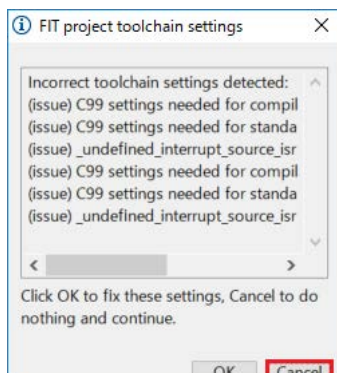 FIT project toolchain settings
Incorrect toolchain settings detected:
(issue) C99 settings needed for compil
(issue) C99 settings needed for standa
(issue) _undefined_interrupt_source_isr
(issue) C99 settings needed for compil
(issue) C99 settings needed for standa
(issue) _undefined_interrupt_source_isr
Click OK to fix these settings, Cancel to do
nothing and continue.
OK Cancel